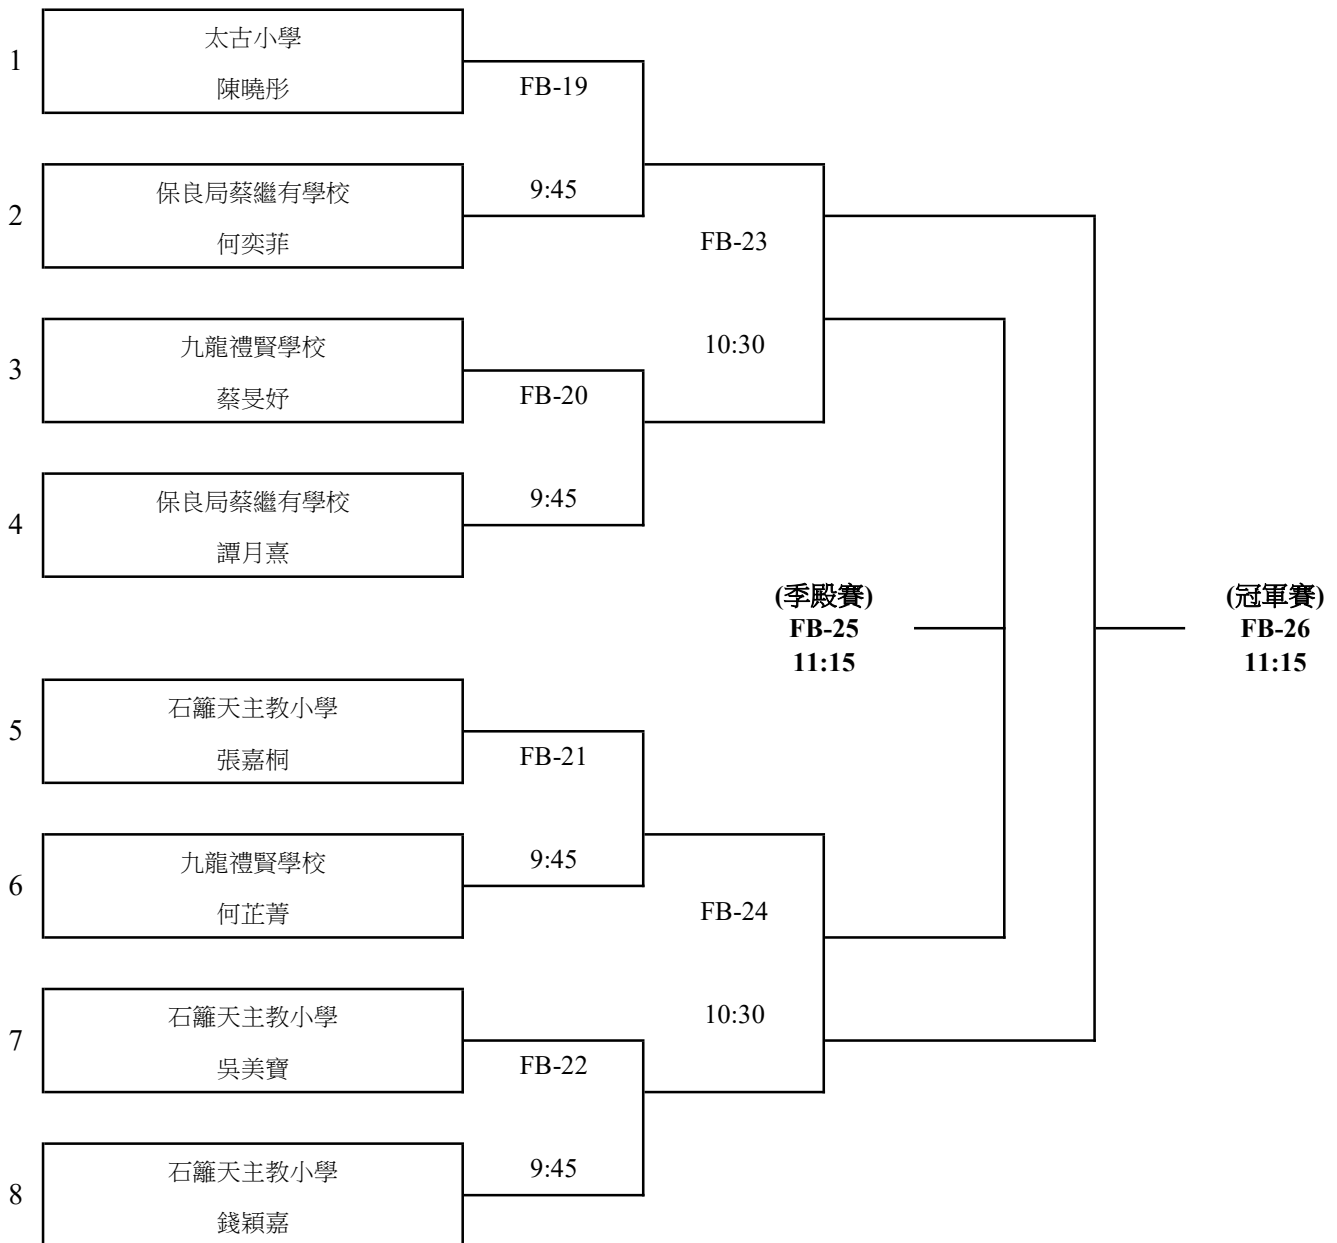 1
太古小學
陳曉彤
FB-19
9:45
2
保良局蔡繼有學校
何奕菲
FB-23
10:30
3
九龍禮賢學校
蔡旻妤
FB-20
9:45
4
保良局蔡繼有學校
譚月熹
(季殿賽)
FB-25
11:15
(冠軍賽)
FB-26
11:15
5
石籬天主教小學
張嘉桐
FB-21
9:45
6
九龍禮賢學校
何芷菁
FB-24
10:30
7
石籬天主教小學
吳美寶
FB-22
9:45
8
石籬天主教小學
錢穎嘉